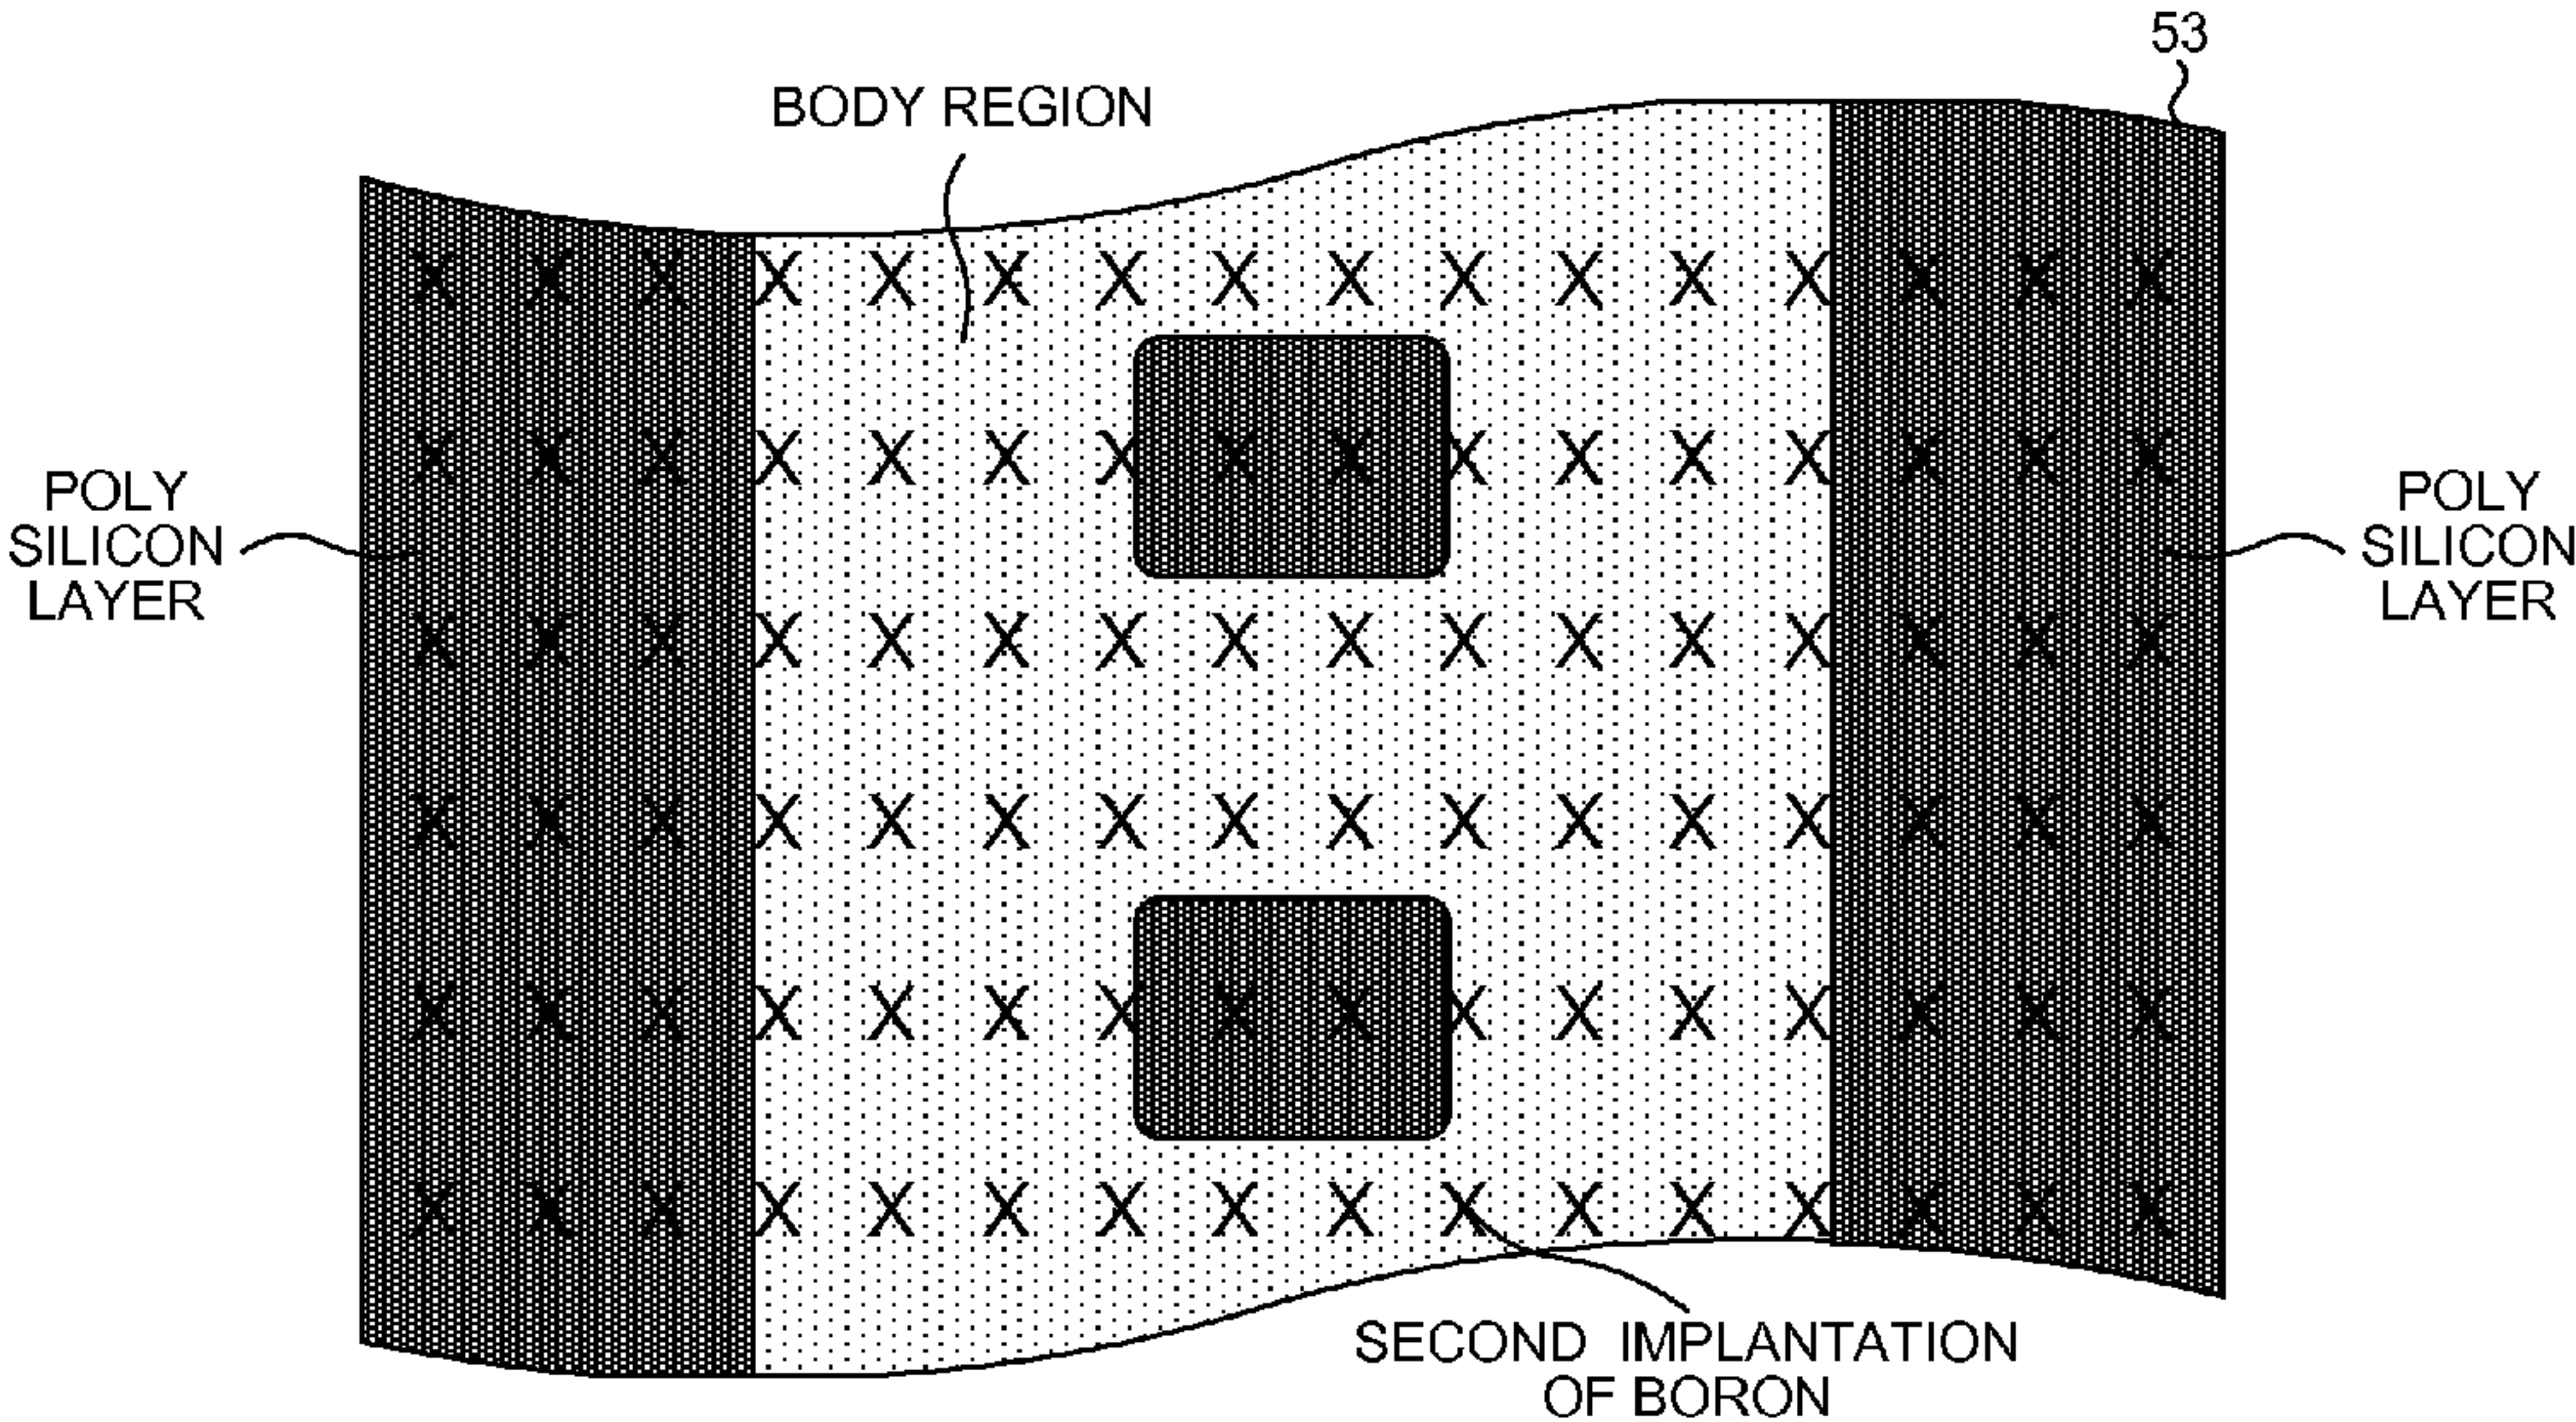 53
BODY REGION
POLY
SILICON
LAYER
POLY
SILICON
LAYER
SECOND IMPLANTATION
OF BORON